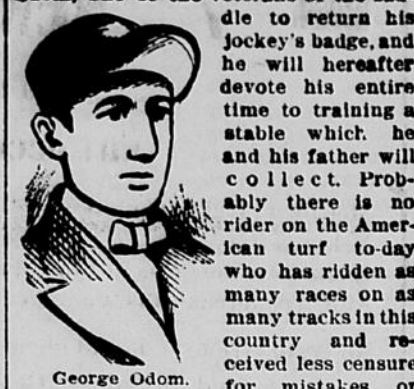 die to return his
jockey's badge, and
he will hereafter
devote his entire
time to training a
stable which he
and his father will
collect. Prob-
ably there is no
rider on the Amer-
ican turf to-day
who has ridden as
many races on as
many tracks in this
country and re-
ceived less censure
for mistakes of
George Odom.